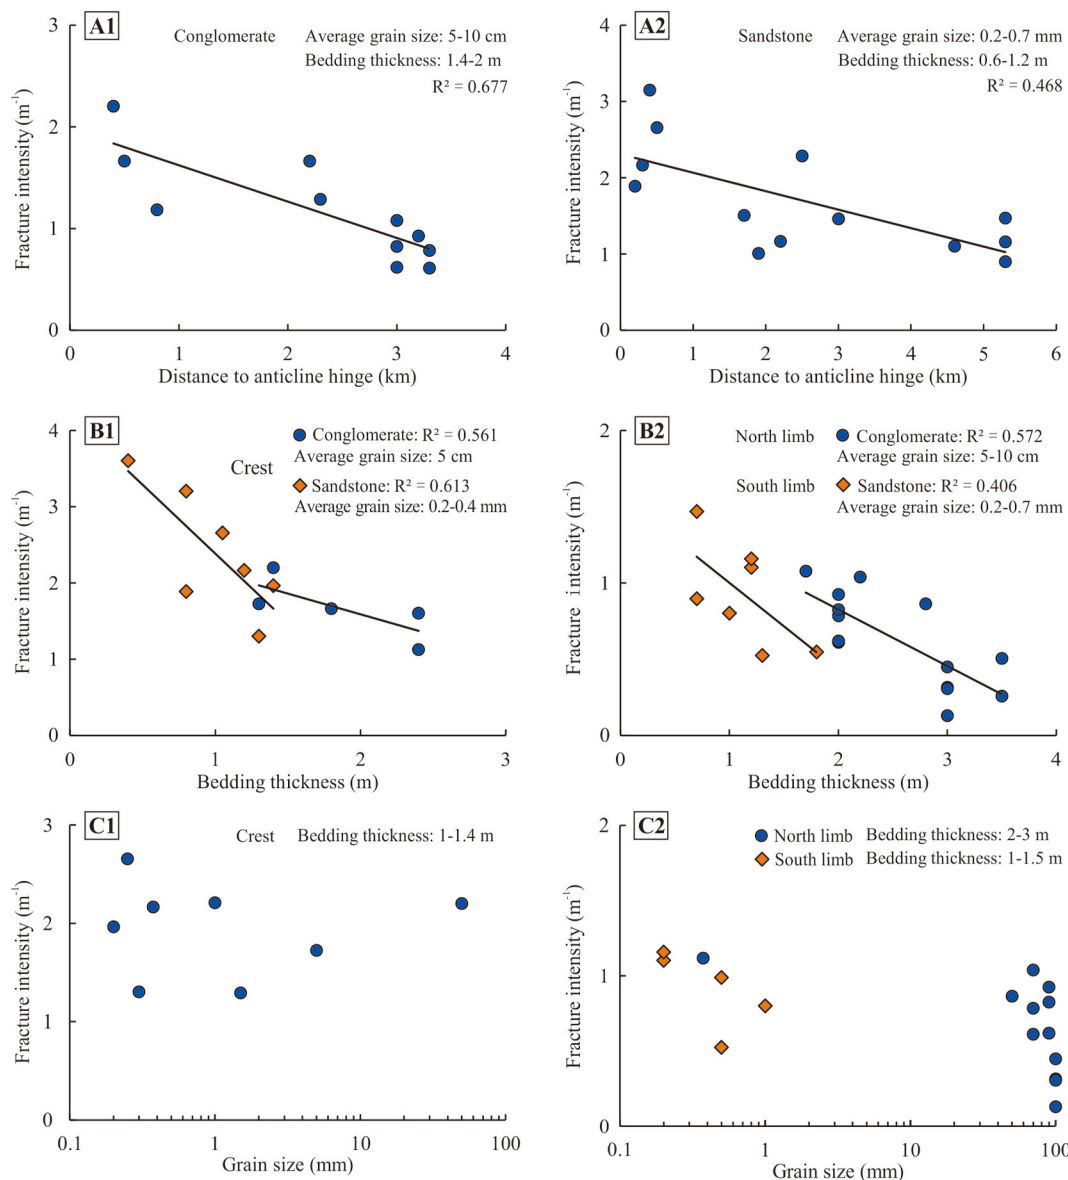 A1
Conglomerate Average grain size: 5-10 cm
Bedding thickness: 1.4-2 m
R² = 0.677
Fracture intensity (m⁻¹)
3
2
1
0
0 1 2 3 4
Distance to anticline hinge (km)
A2
Sandstone Average grain size: 0.2-0.7 mm
Bedding thickness: 0.6-1.2 m
R² = 0.468
Fracture intensity (m⁻¹)
4
3
2
1
0
0 1 2 3 4 5 6
Distance to anticline hinge (km)
B1
Conglomerate: R² = 0.561
Average grain size: 5 cm
Crest
Sandstone: R² = 0.613
Average grain size: 0.2-0.4 mm
Fracture intensity (m⁻¹)
4
3
2
1
0
0 1 2 3
Bedding thickness (m)
B2
North limb Conglomerate: R² = 0.572
Average grain size: 5-10 cm
South limb Sandstone: R² = 0.406
Average grain size: 0.2-0.7 mm
Fracture intensity (m⁻¹)
2
1
0
0 1 2 3 4
Bedding thickness (m)
C1
Crest Bedding thickness: 1-1.4 m
Fracture intensity (m⁻¹)
3
2
1
0
0.1 1 10 100
Grain size (mm)
C2
North limb Bedding thickness: 2-3 m
South limb Bedding thickness: 1-1.5 m
Fracture intensity (m⁻¹)
2
1
0
0.1 1 10 100
Grain size (mm)